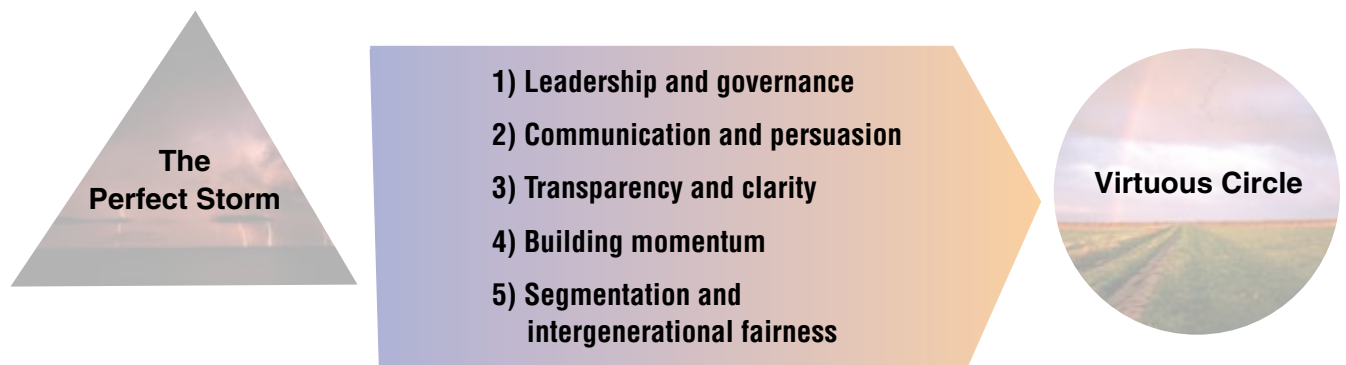 The
Perfect Storm
1) Leadership and governance
2) Communication and persuasion
3) Transparency and clarity
4) Building momentum
5) Segmentation and
intergenerational fairness
Virtuous Circle